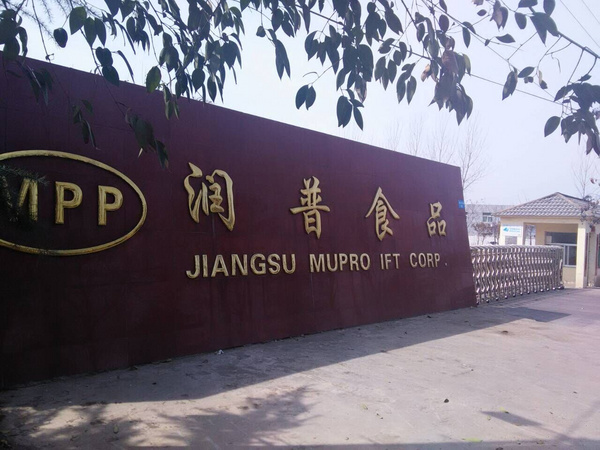 MPP
润普食品
JIANGSU MUPRO IFT CORP.